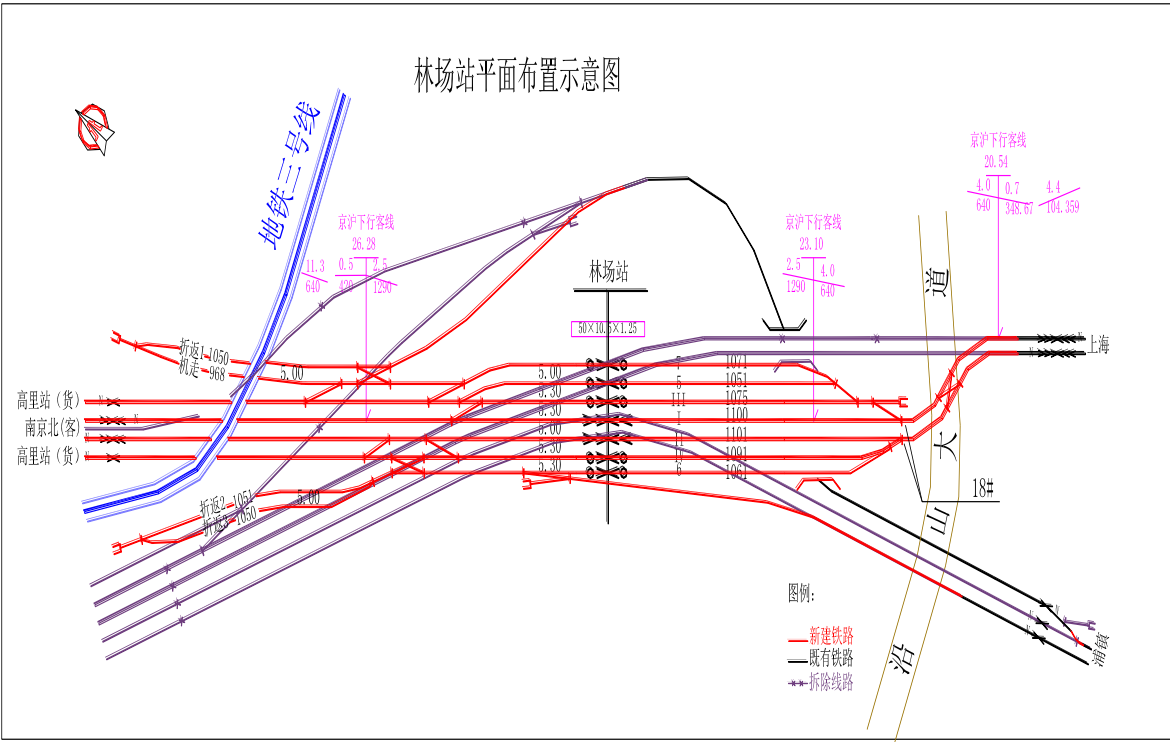 林场站平面布置示意图
地铁三号线
京沪下行客线
26.28
11.3
640
0.5
420
2.5
1290
京沪下行客线
23.10
2.5
1290
4.0
640
京沪下行客线
20.54
4.0
640
0.7
348.67
4.4
104.359
林场站
50×10.5×1.25
折返1 1050
机走 968
5.00
高里站(货)
南京北(客)
高里站(货)
上海
5.00
5.30
5.30
5.00
5.30
5.30
7 1071
5 1051
III 1075
I 1100
II 1101
IV 1091
6 1061
折返2 1051
折返3 1050
5.00
18#
沿山大道
浦镇
图例:
新建铁路
既有铁路
拆除线路